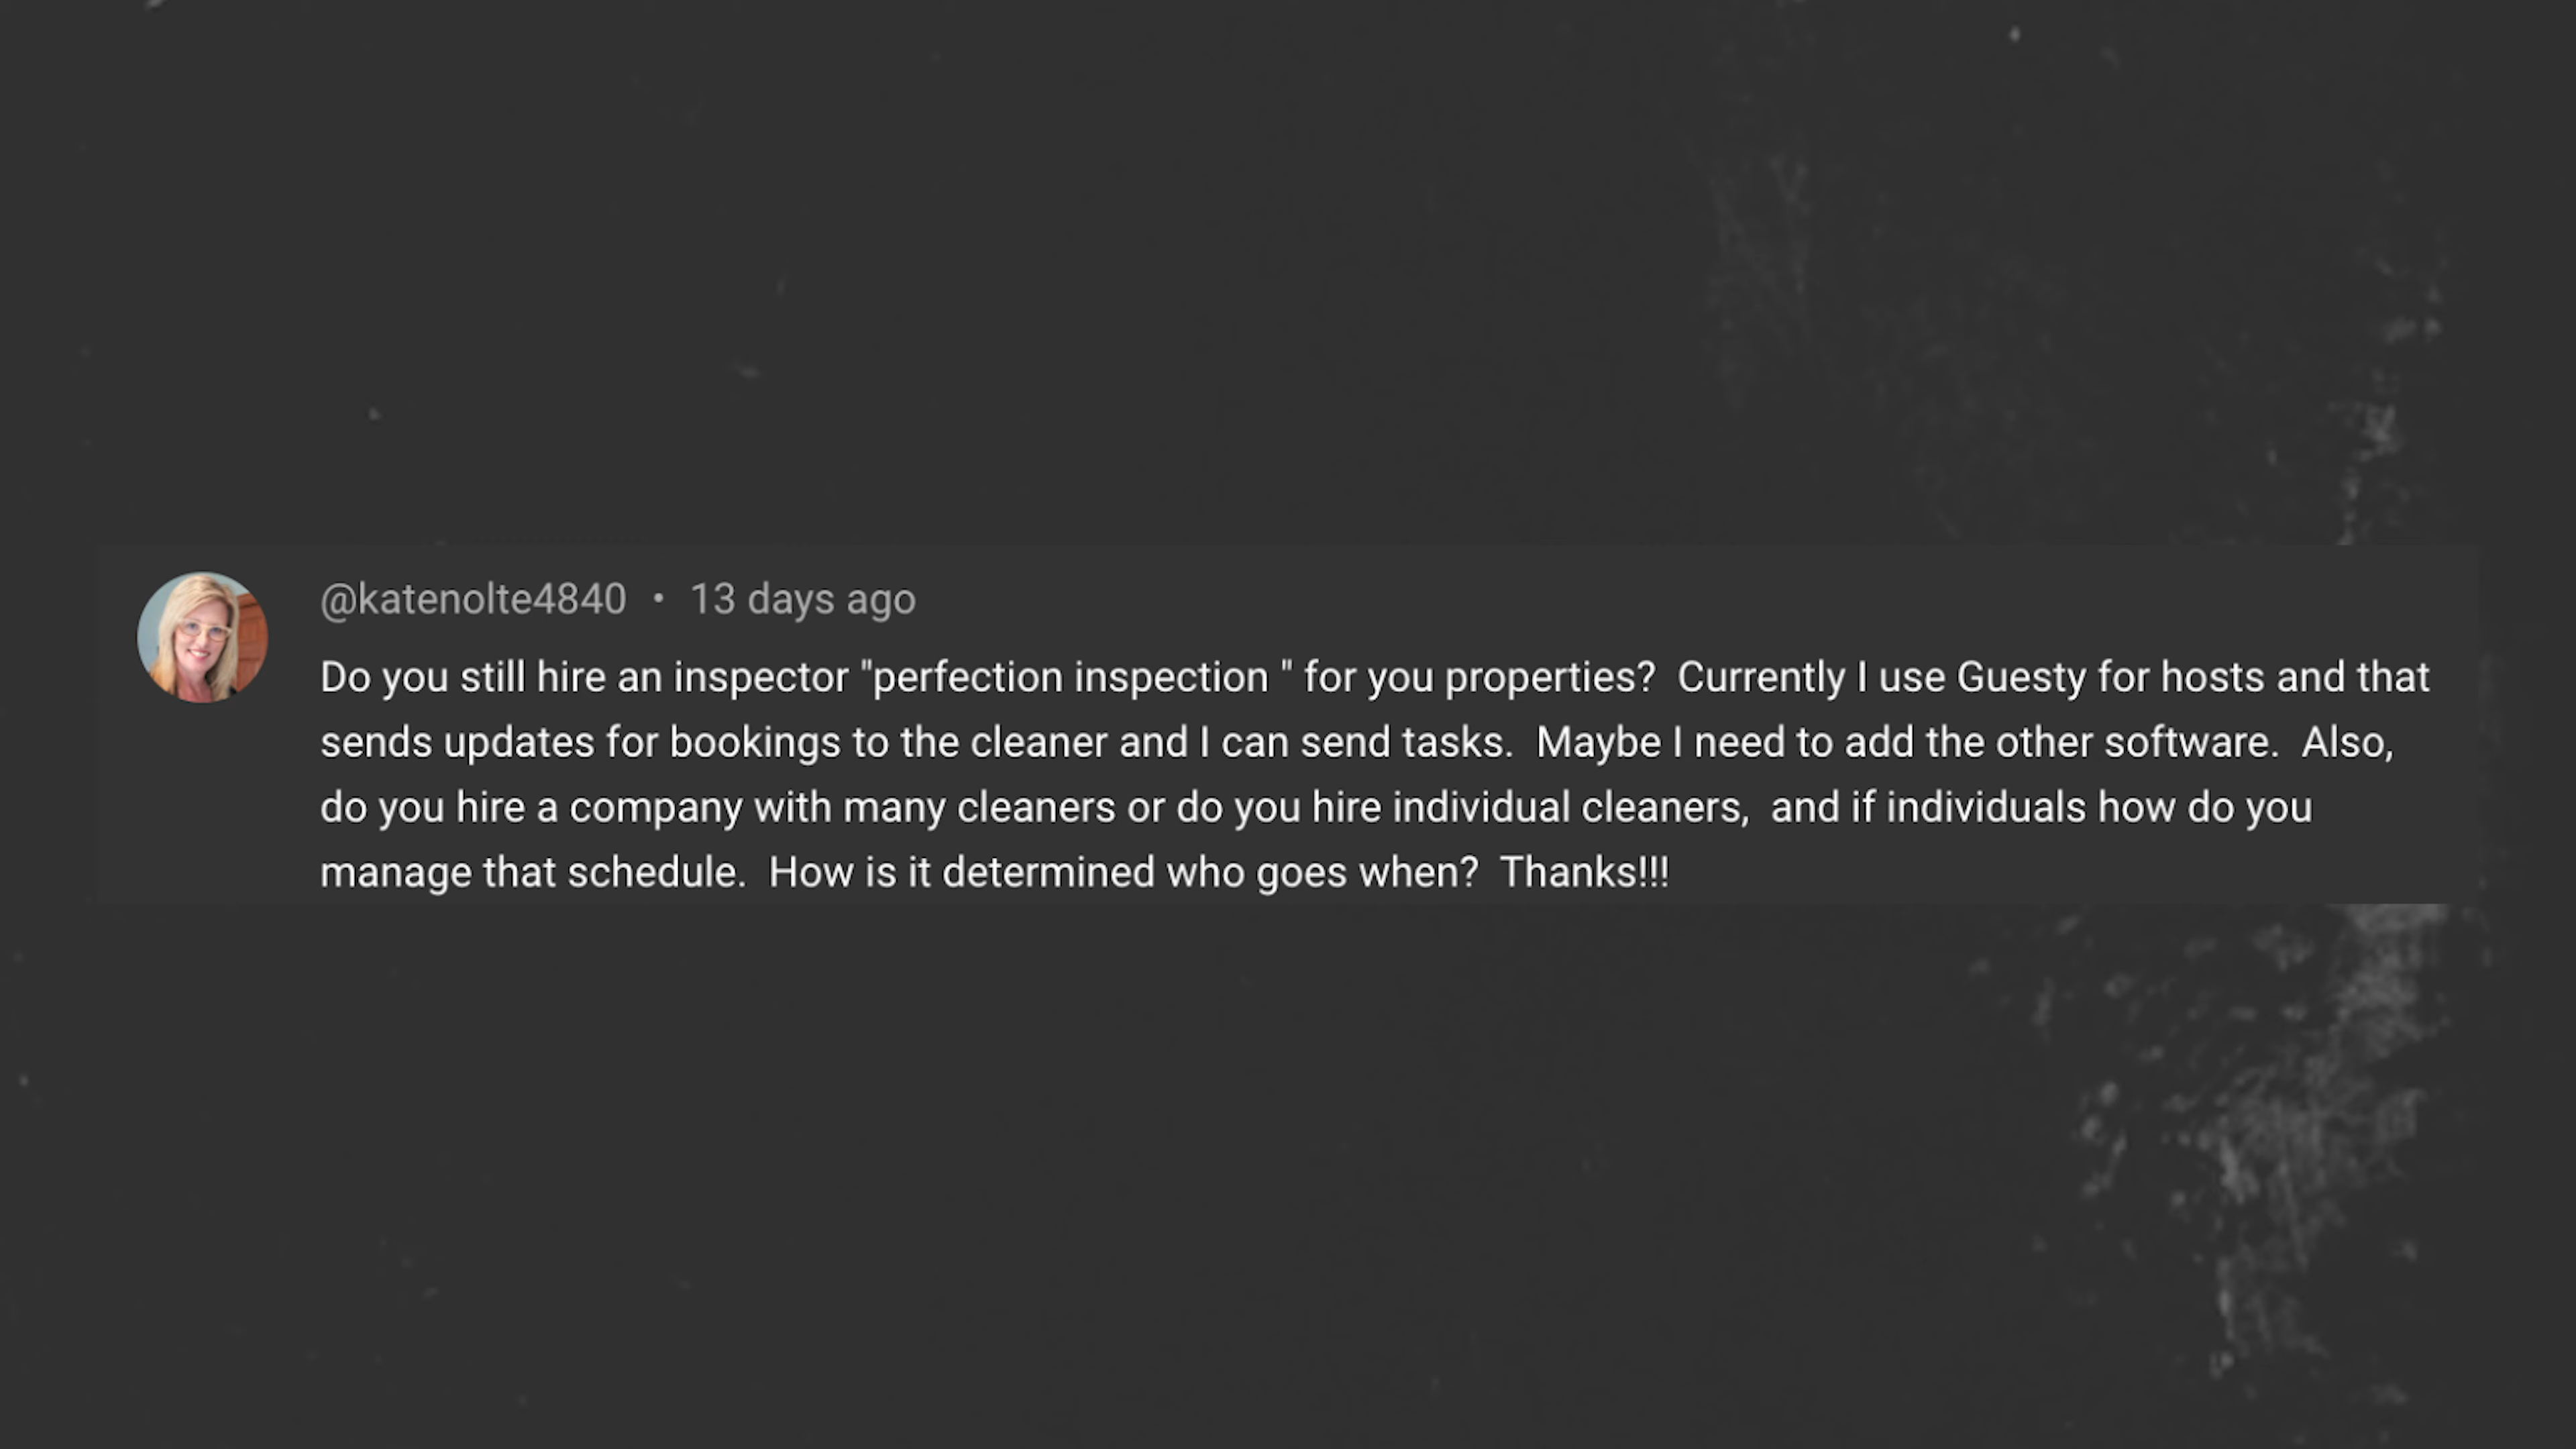 @katenolte4840 • 13 days ago
Do you still hire an inspector "perfection inspection " for you properties?  Currently I use Guesty for hosts and that
sends updates for bookings to the cleaner and I can send tasks.  Maybe I need to add the other software.  Also,
do you hire a company with many cleaners or do you hire individual cleaners,  and if individuals how do you
manage that schedule.  How is it determined who goes when?  Thanks!!!